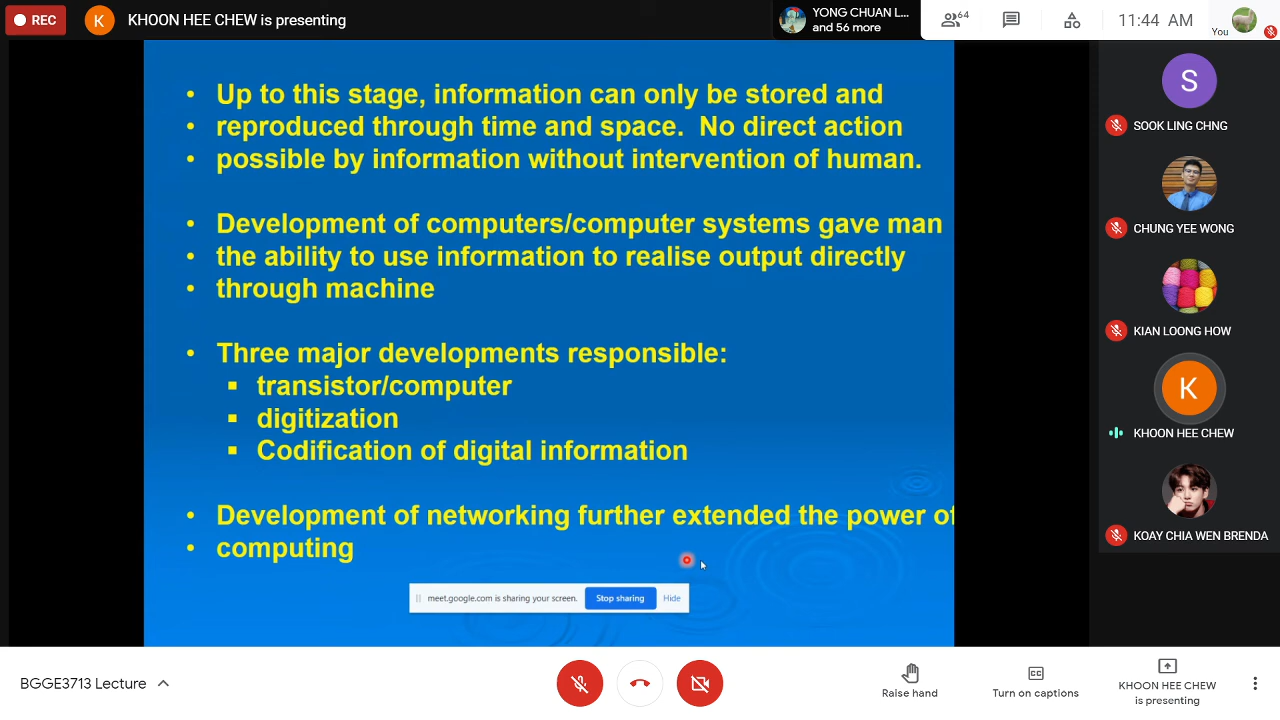 REC
K
KHOON HEE CHEW is presenting
YONG CHUAN L...
and 56 more
64
11:44 AM
You
• Up to this stage, information can only be stored and
• reproduced through time and space. No direct action
• possible by information without intervention of human.
• Development of computers/computer systems gave man
• the ability to use information to realise output directly
• through machine
• Three major developments responsible:
▪ transistor/computer
▪ digitization
▪ Codification of digital information
• Development of networking further extended the power of
• computing
meet.google.com is sharing your screen.
Stop sharing
Hide
S
SOOK LING CHNG
CHUNG YEE WONG
KIAN LOONG HOW
K
KHOON HEE CHEW
KOAY CHIA WEN BRENDA
BGGE3713 Lecture
Raise hand
CC
Turn on captions
KHOON HEE CHEW
is presenting